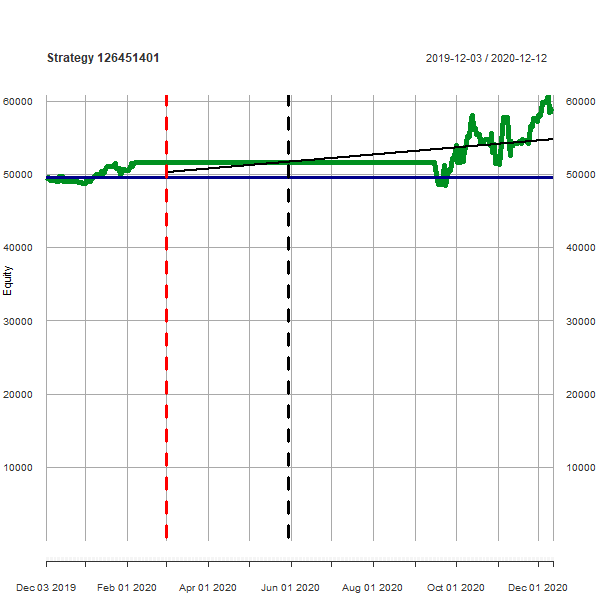 Strategy 126451401
2019-12-03 / 2020-12-12
60000
60000
50000
50000
40000
40000
Equity
30000
30000
20000
20000
10000
10000
Dec 03 2019
Feb 01 2020
Apr 01 2020
Jun 01 2020
Aug 01 2020
Oct 01 2020
Dec 01 2020